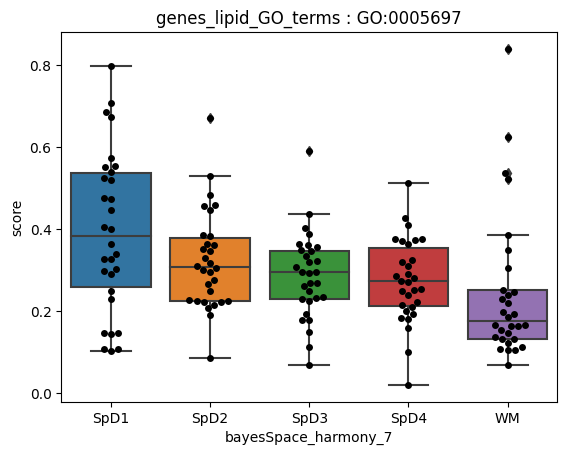 genes_lipid_GO_terms : GO:0005697
score
0.8
0.6
0.4
0.2
0.0
SpD1 SpD2 SpD3 SpD4 WM
bayesSpace_harmony_7